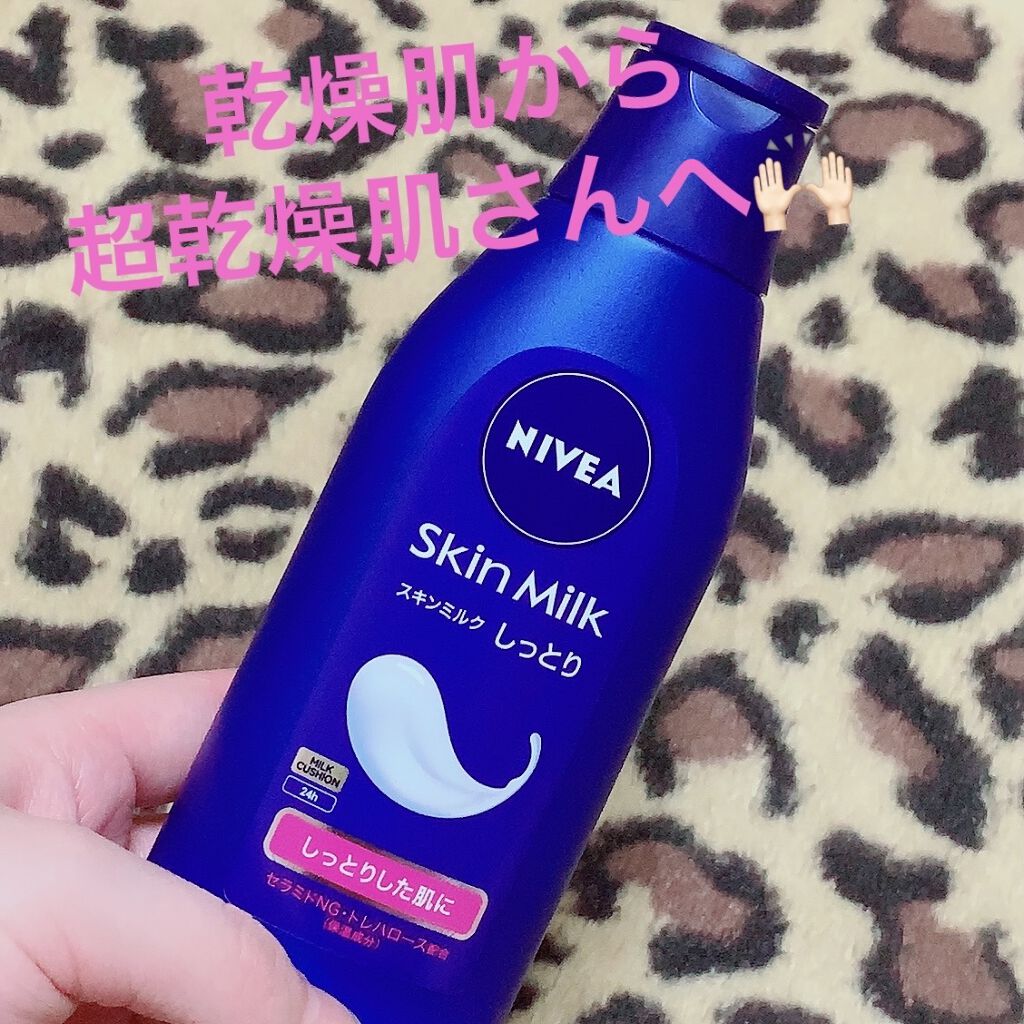 乾燥肌から
超乾燥肌さんへ🙌🏻
NIVEA
Skin Milk
スキンミルク しっとり
MILK
CUSHION
24h
しっとりした肌に
セラミドNG・トレハロース配合
(保湿成分)